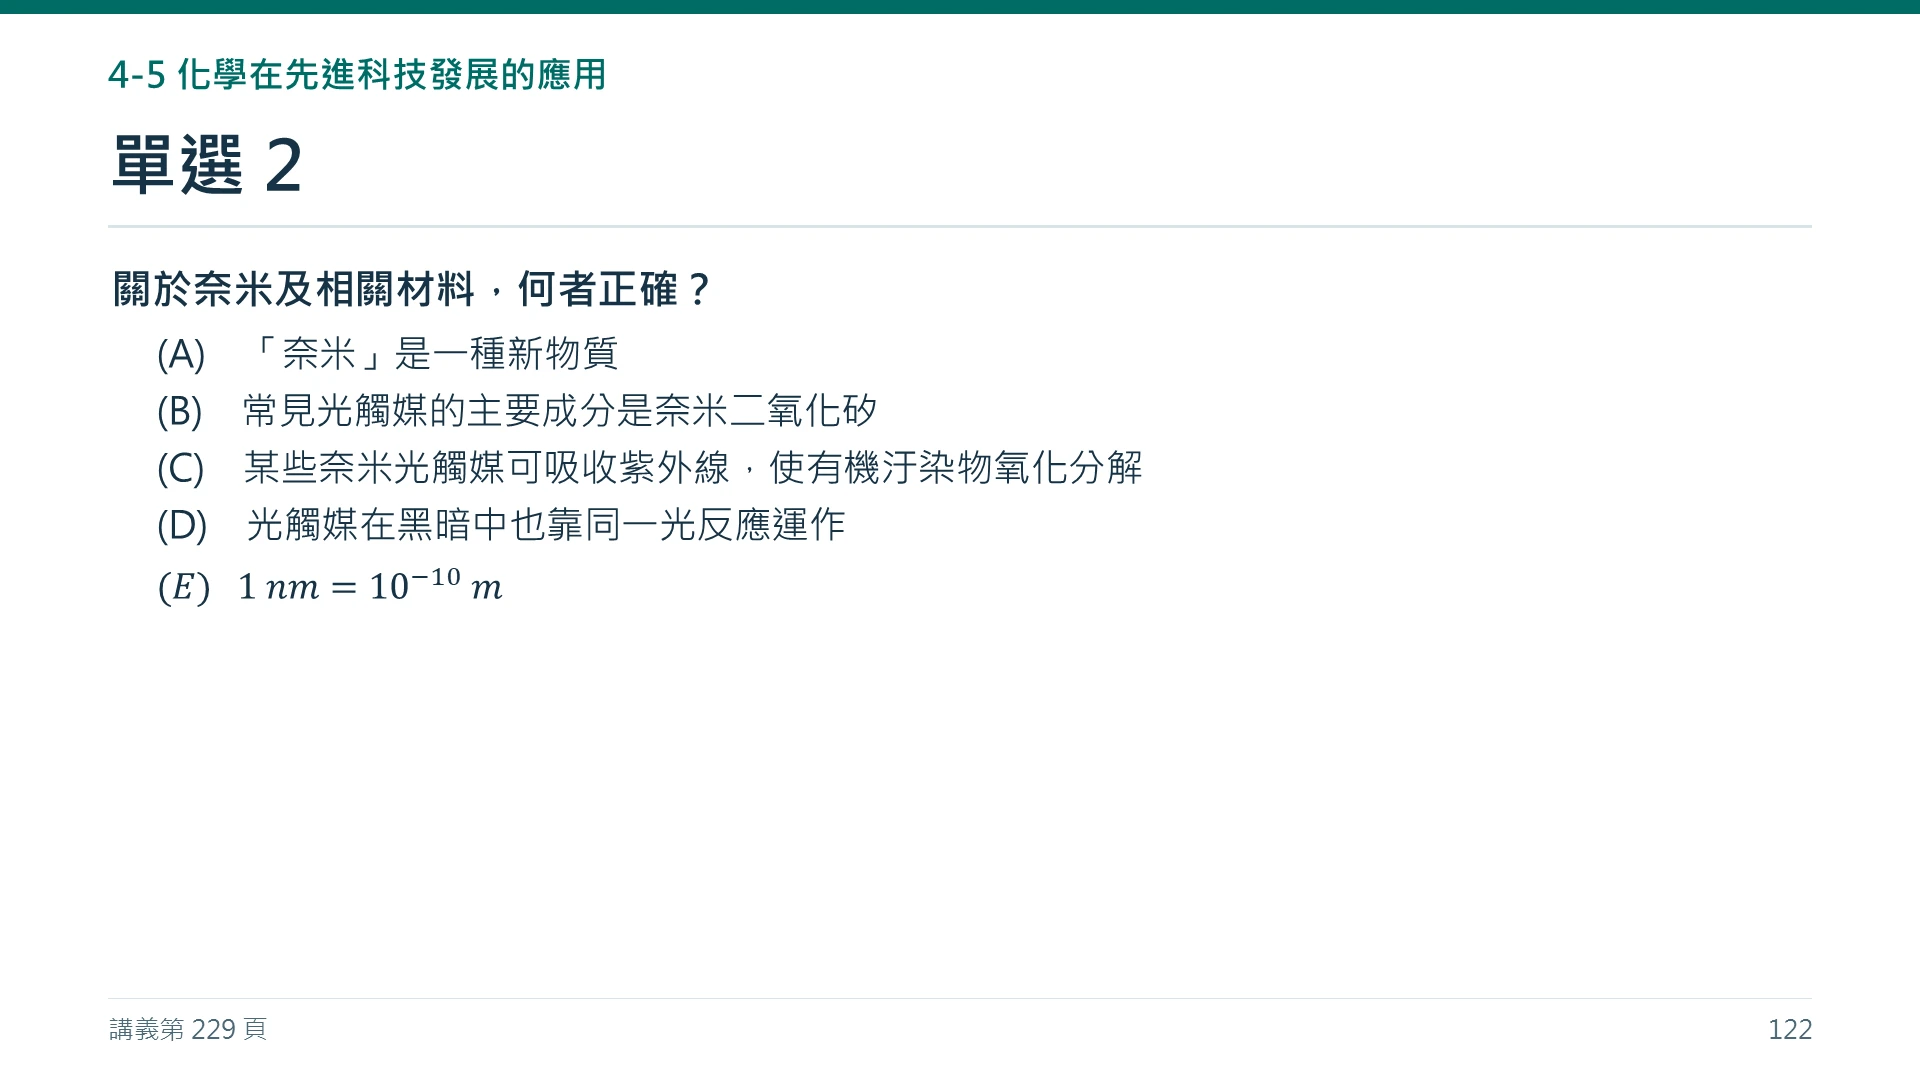 4-5 化學在先進科技發展的應用
單選 2
關於奈米及相關材料，何者正確？
(A) 「奈米」是一種新物質
(B) 常見光觸媒的主要成分是奈米二氧化矽
(C) 某些奈米光觸媒可吸收紫外線，使有機汙染物氧化分解
(D) 光觸媒在黑暗中也靠同一光反應運作
(E) 1 nm = 10⁻¹⁰ m
講義第 229 頁
122